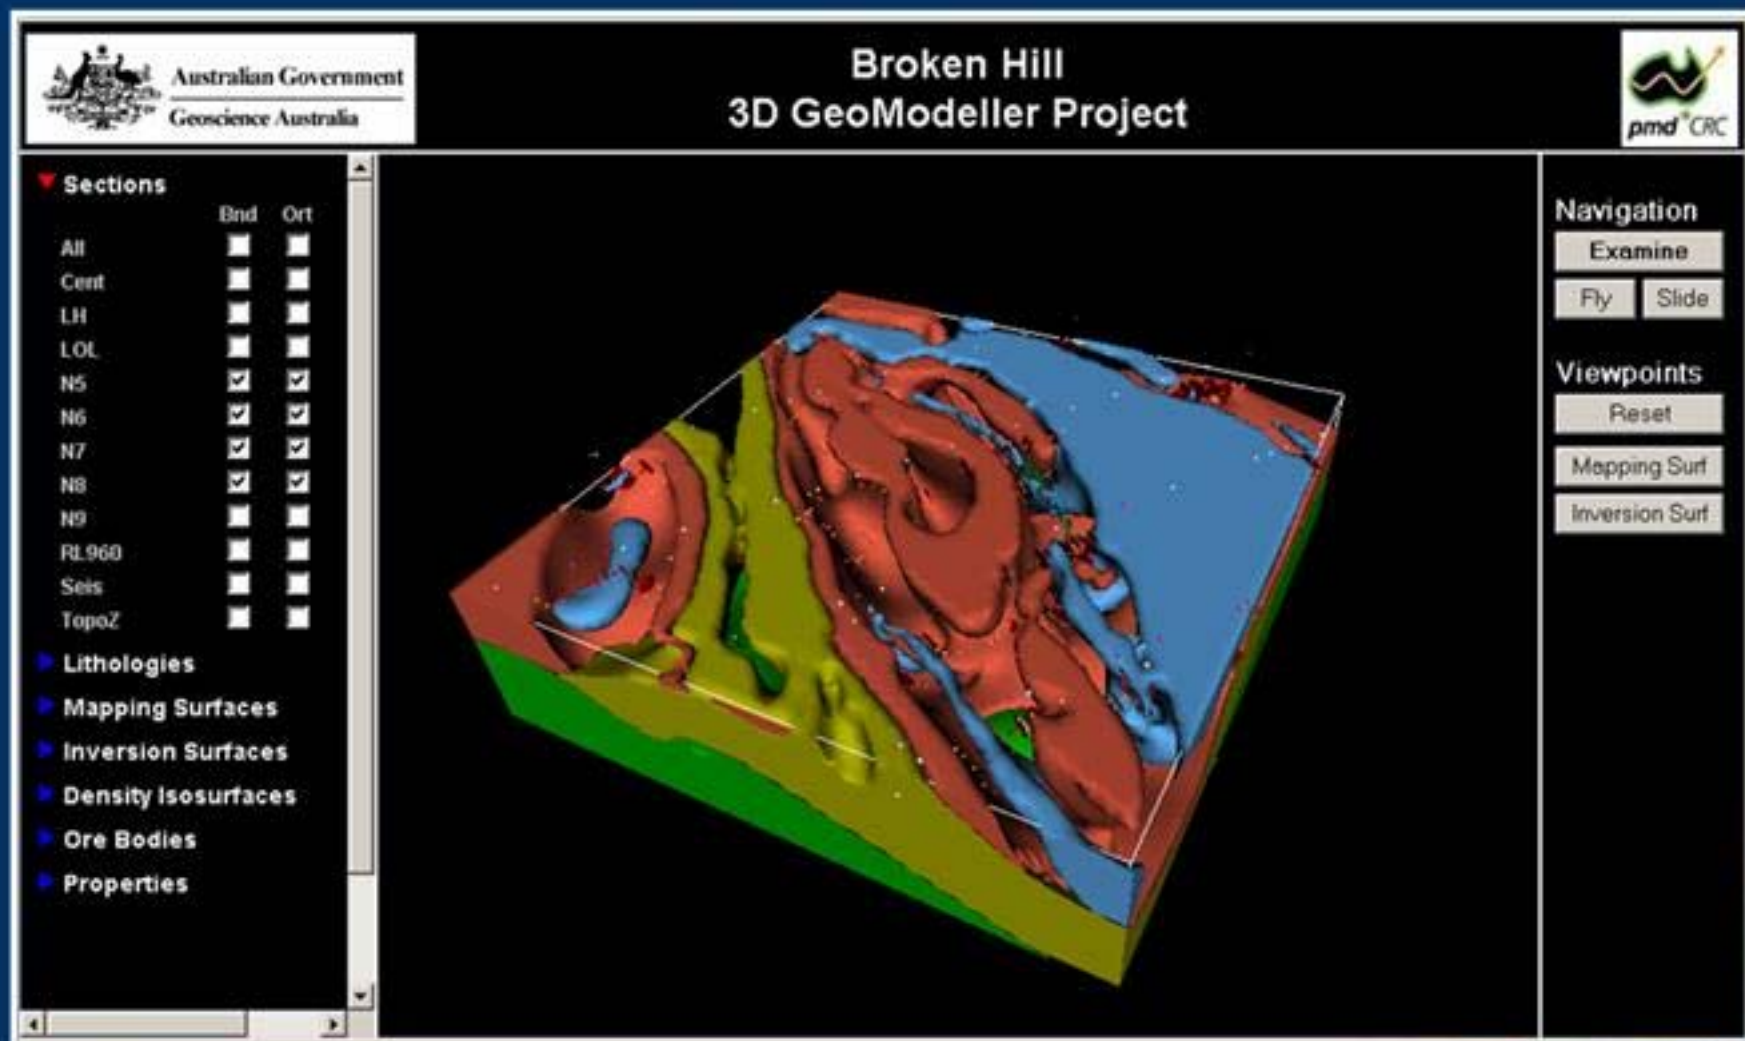 Australian Government
Geoscience Australia
Broken Hill
3D GeoModeller Project
pmd*CRC
Sections
Bnd Ort
All
Cent
LH
LOL
N5
N6
N7
N8
N9
RL960
Seis
TopoZ
Lithologies
Mapping Surfaces
Inversion Surfaces
Density Isosurfaces
Ore Bodies
Properties
Navigation
Examine
Fly Slide
Viewpoints
Reset
Mapping Surf
Inversion Surf